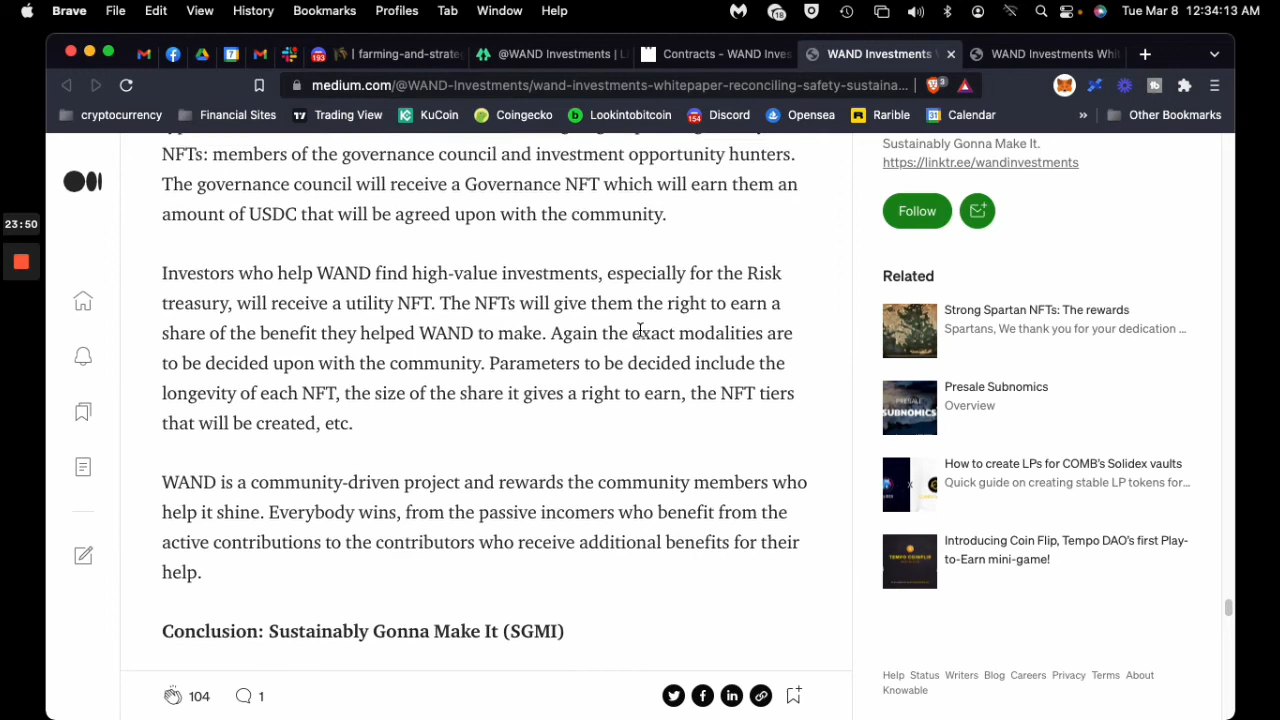 Brave File Edit View History Bookmarks Profiles Tab Window Help 18 Tue Mar 8 12:34:13 AM
193 | farming-and-strate @WAND Investments | L Contracts – WAND Inves WAND Investments WAND Investments Whi
medium.com/@WAND-Investments/wand-investments-whitepaper-reconciling-safety-sustaina... 3
cryptocurrency Financial Sites Trading View KuCoin Coingecko Lookintobitcoin Discord Opensea Rarible Calendar » Other Bookmarks
23:50
NFTs: members of the governance council and investment opportunity hunters.
The governance council will receive a Governance NFT which will earn them an
amount of USDC that will be agreed upon with the community.
Investors who help WAND find high-value investments, especially for the Risk
treasury, will receive a utility NFT. The NFTs will give them the right to earn a
share of the benefit they helped WAND to make. Again the exact modalities are
to be decided upon with the community. Parameters to be decided include the
longevity of each NFT, the size of the share it gives a right to earn, the NFT tiers
that will be created, etc.
WAND is a community-driven project and rewards the community members who
help it shine. Everybody wins, from the passive incomers who benefit from the
active contributions to the contributors who receive additional benefits for their
help.
Conclusion: Sustainably Gonna Make It (SGMI)
104 1
Sustainably Gonna Make It.
https://linktr.ee/wandinvestments
Follow
Related
Strong Spartan NFTs: The rewards
Spartans, We thank you for your dedication ...
Presale Subnomics
Overview
PRESALE
SUBNOMICS
How to create LPs for COMB's Solidex vaults
Quick guide on creating stable LP tokens for...
Introducing Coin Flip, Tempo DAO's first Play-
to-Earn mini-game!
TEMPO COINFLIP
Help Status Writers Blog Careers Privacy Terms About
Knowable